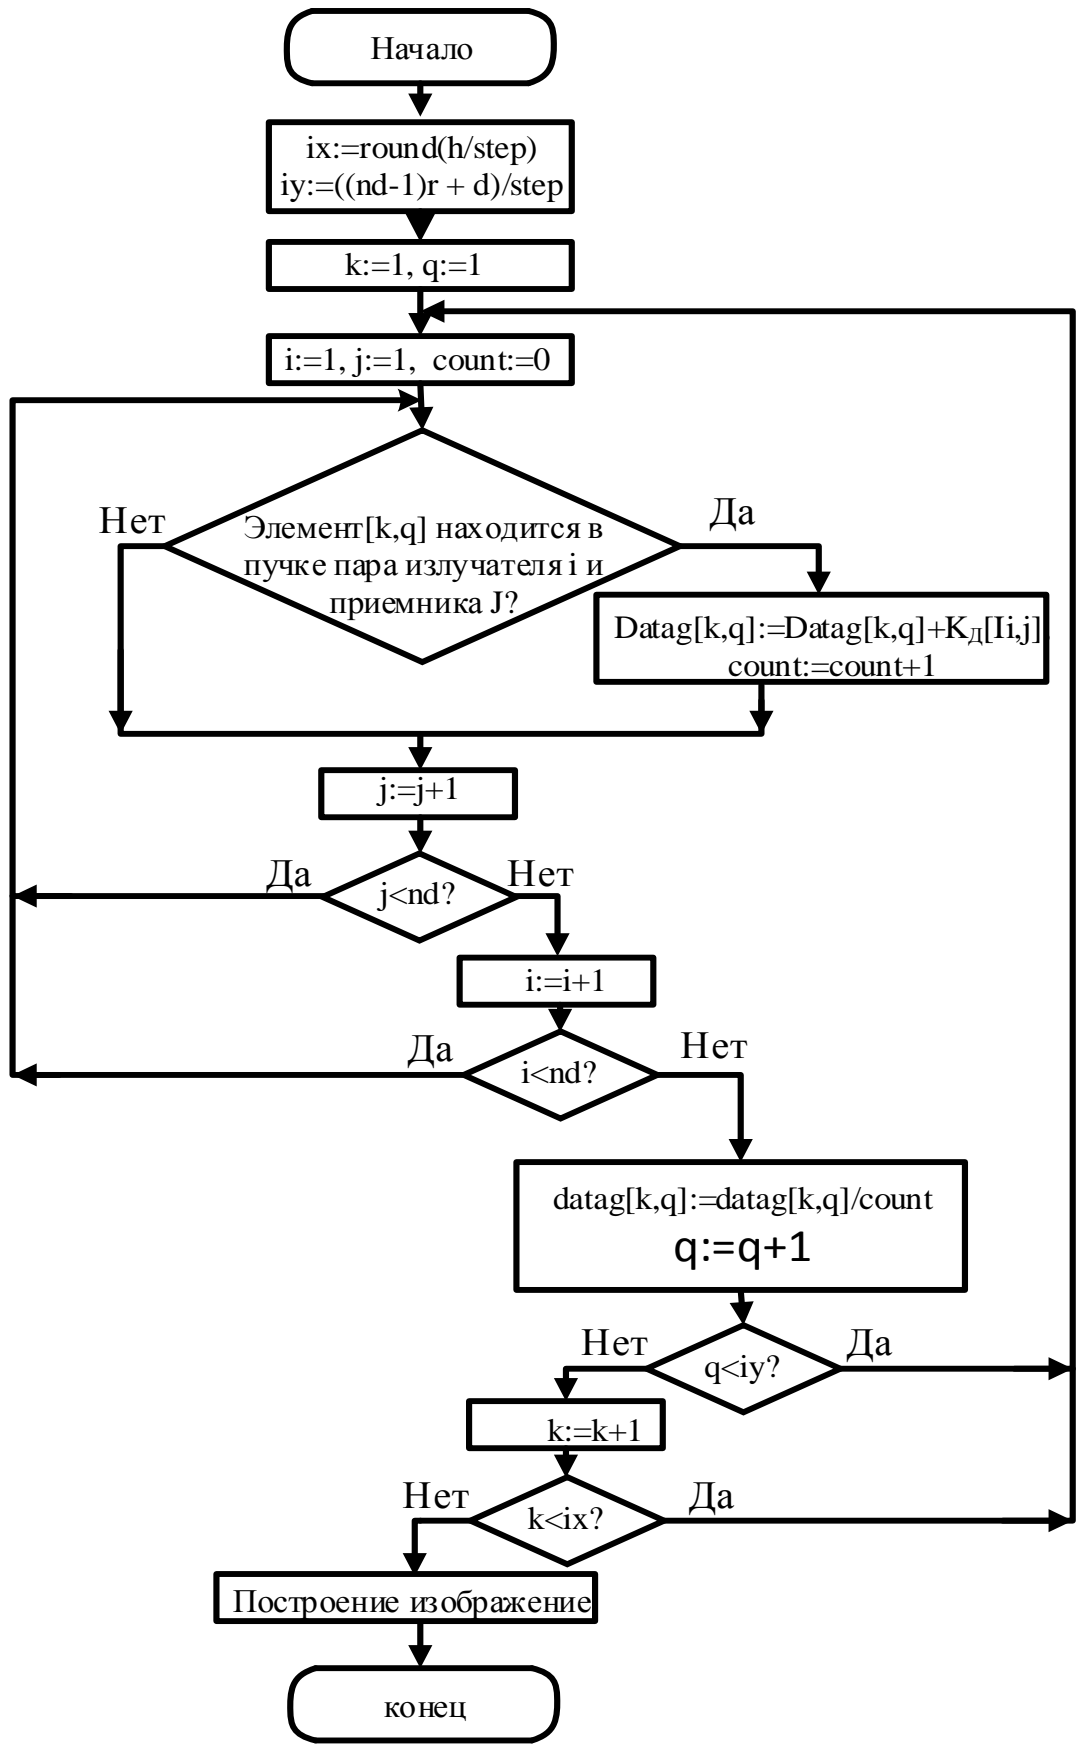 Начало
ix:=round(h/step)
iy:=((nd-1)r + d)/step
k:=1, q:=1
i:=1, j:=1, count:=0
Нет
Да
Элемент[k,q] находится в
пучке пара излучателя i и
приемника J?
Datag[k,q]:=Datag[k,q]+KД[Ii,j]
count:=count+1
j:=j+1
Да
j<nd?
Нет
i:=i+1
Да
i<nd?
Нет
datag[k,q]:=datag[k,q]/count
q:=q+1
Нет
q<iy?
Да
k:=k+1
Нет
k<ix?
Да
Построение изображение
конец